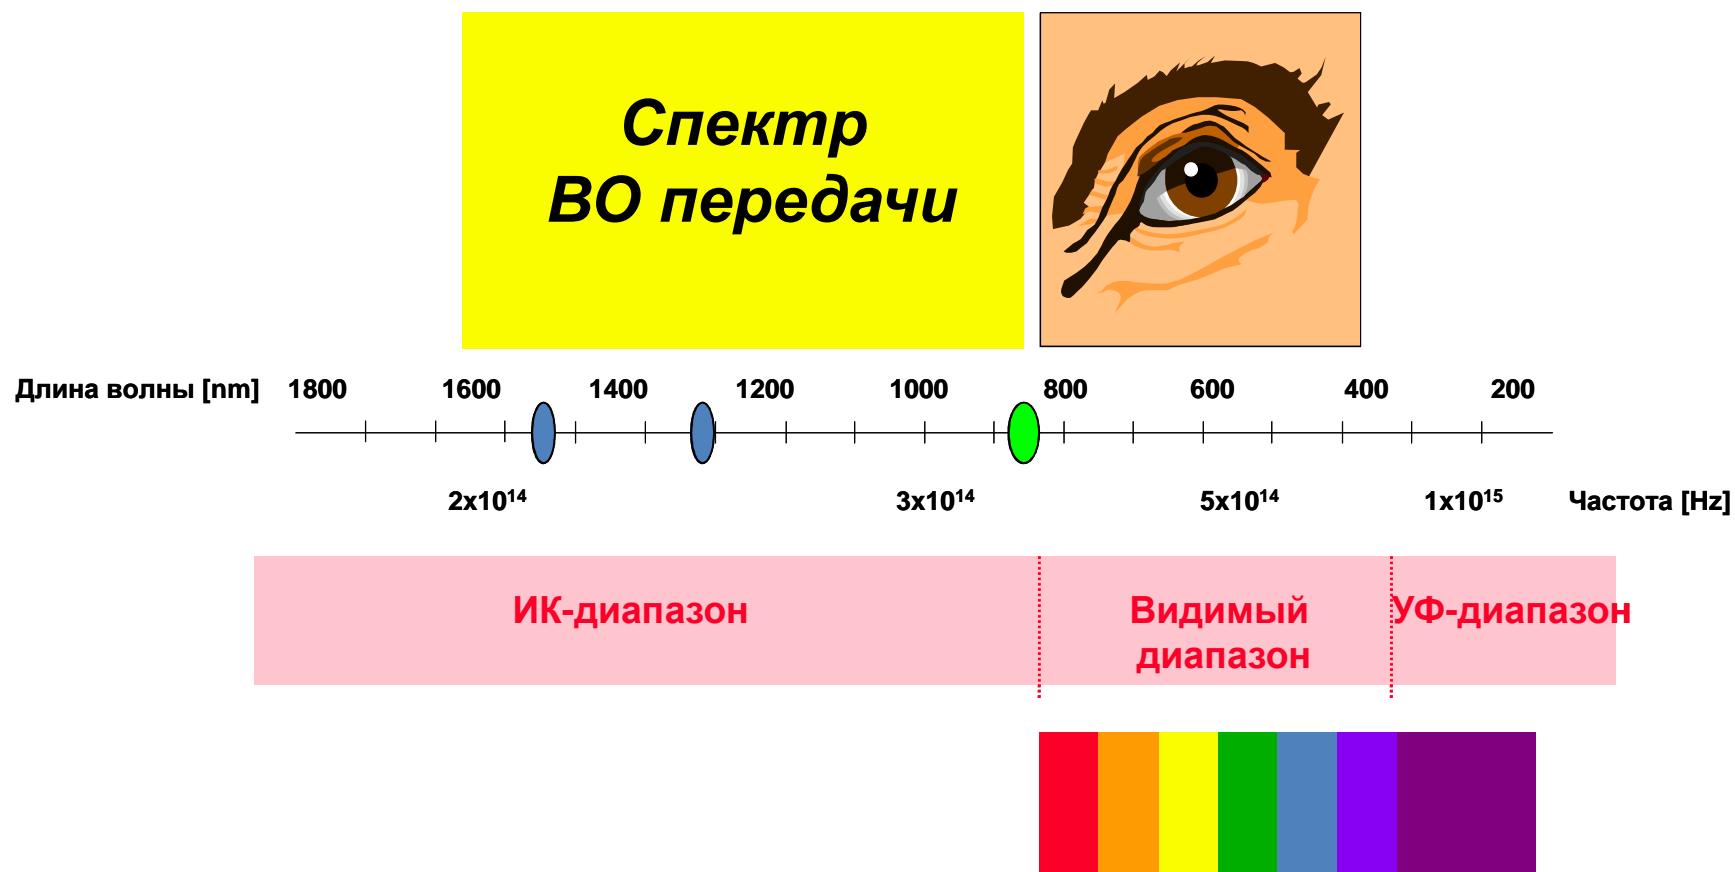 Спектр
ВО передачи
Длина волны [nm] 1800 1600 1400 1200 1000 800 600 400 200
2x10¹⁴ 3x10¹⁴ 5x10¹⁴ 1x10¹⁵ Частота [Hz]
ИК-диапазон Видимый УФ-диапазон
диапазон